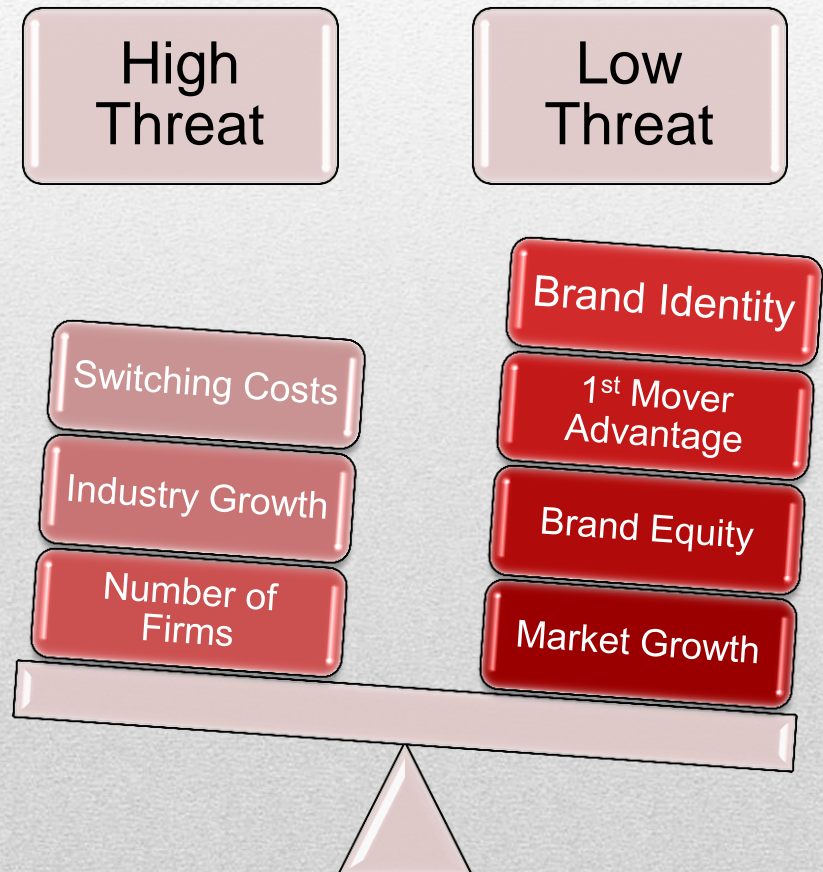 High
Threat
Low
Threat
Switching Costs
Industry Growth
Number of
Firms
Brand Identity
1st Mover
Advantage
Brand Equity
Market Growth